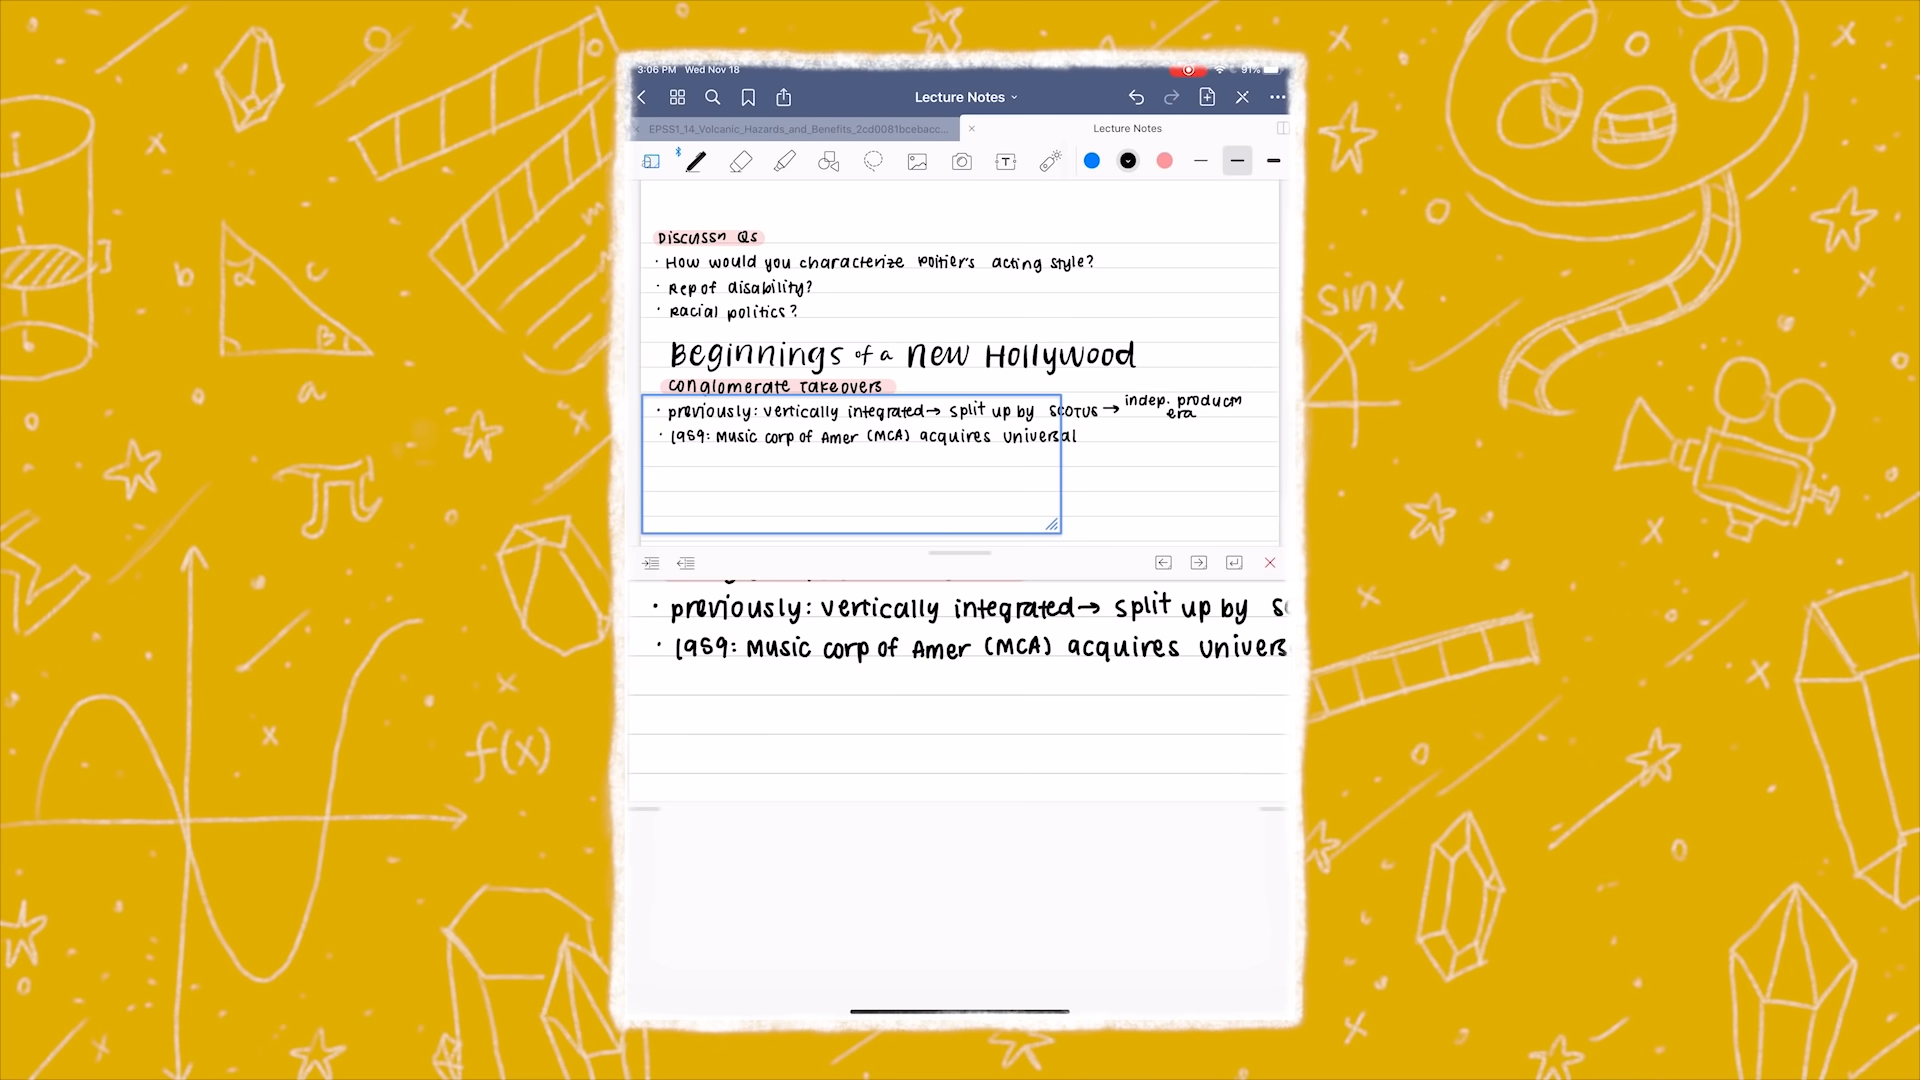 3:06 PM Wed Nov 18 91%
Lecture Notes
EPSS1_14_Volcanic_Hazards_and_Benefits_2cd0081bcebacc...
Lecture Notes
T
Discussn Qs
· How would you characterize Poitier's acting style?
· Rep of disability?
· Racial politics?
Beginnings of a New Hollywood
Conglomerate Takeovers
· previously: vertically integrated → split up by SCOTUS → indep. productn era
· 1959: Music corp of Amer (MCA) acquires Universal
· previously: vertically integrated → split up by S
· 1959: Music corp of Amer (MCA) acquires Univers
b
α
c
B
a
m
π
f(x)
sinx